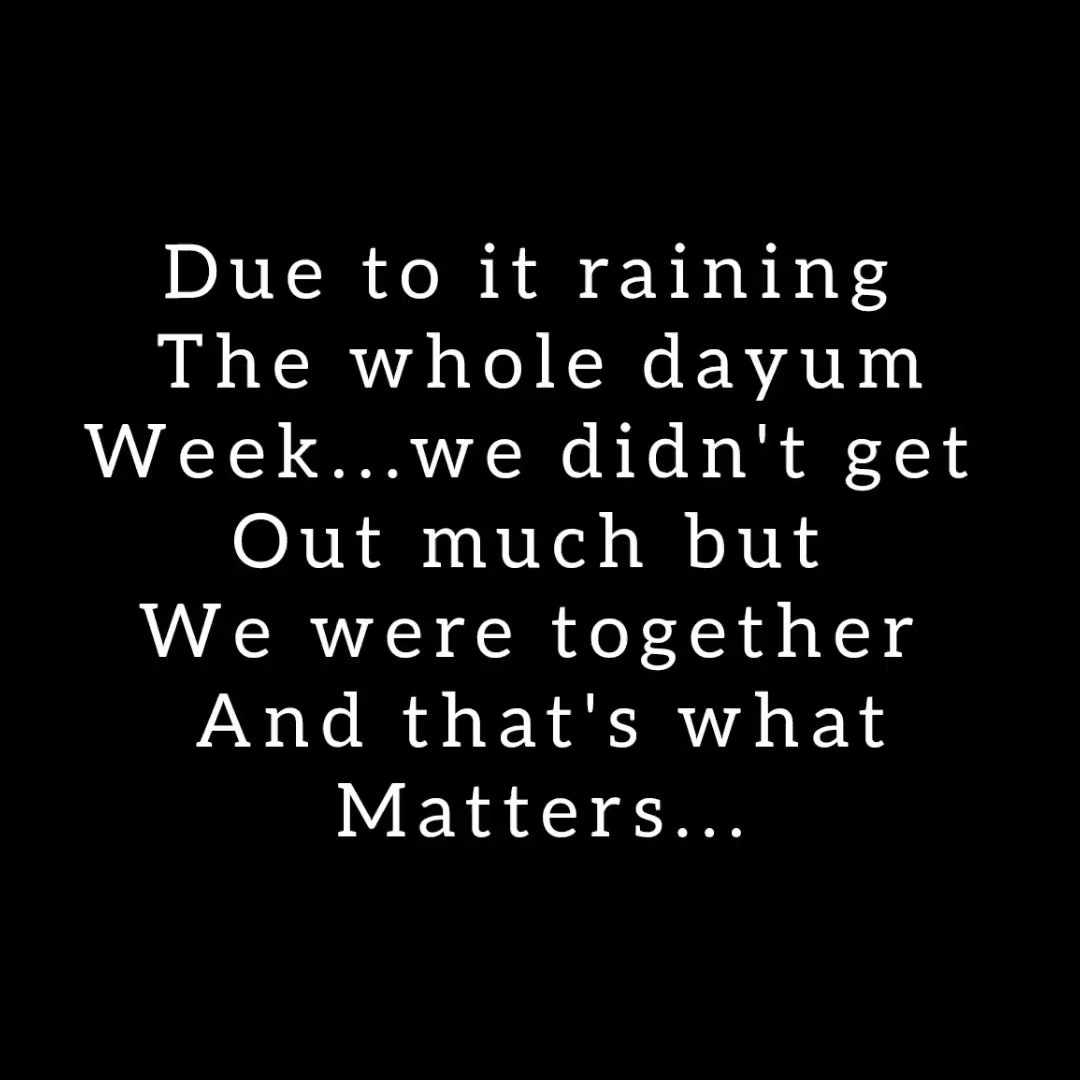 Due to it raining
The whole dayum
Week...we didn't get
Out much but
We were together
And that's what
Matters...